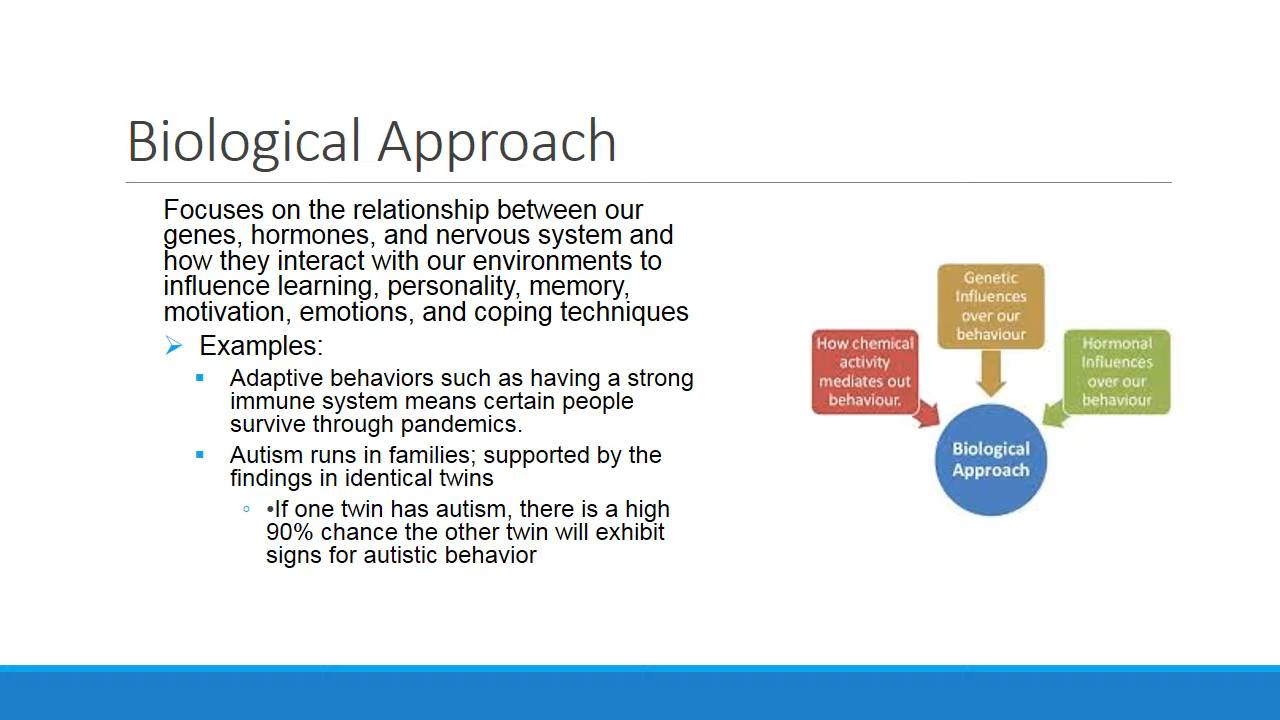 Biological Approach
Focuses on the relationship between our
genes, hormones, and nervous system and
how they interact with our environments to
influence learning, personality, memory,
motivation, emotions, and coping techniques
Examples:
Adaptive behaviors such as having a strong
immune system means certain people
survive through pandemics.
Autism runs in families; supported by the
findings in identical twins
•If one twin has autism, there is a high
90% chance the other twin will exhibit
signs for autistic behavior
Genetic
Influences
over our
behaviour
How chemical
activity
mediates out
behaviour.
Hormonal
Influences
over our
behaviour
Biological
Approach